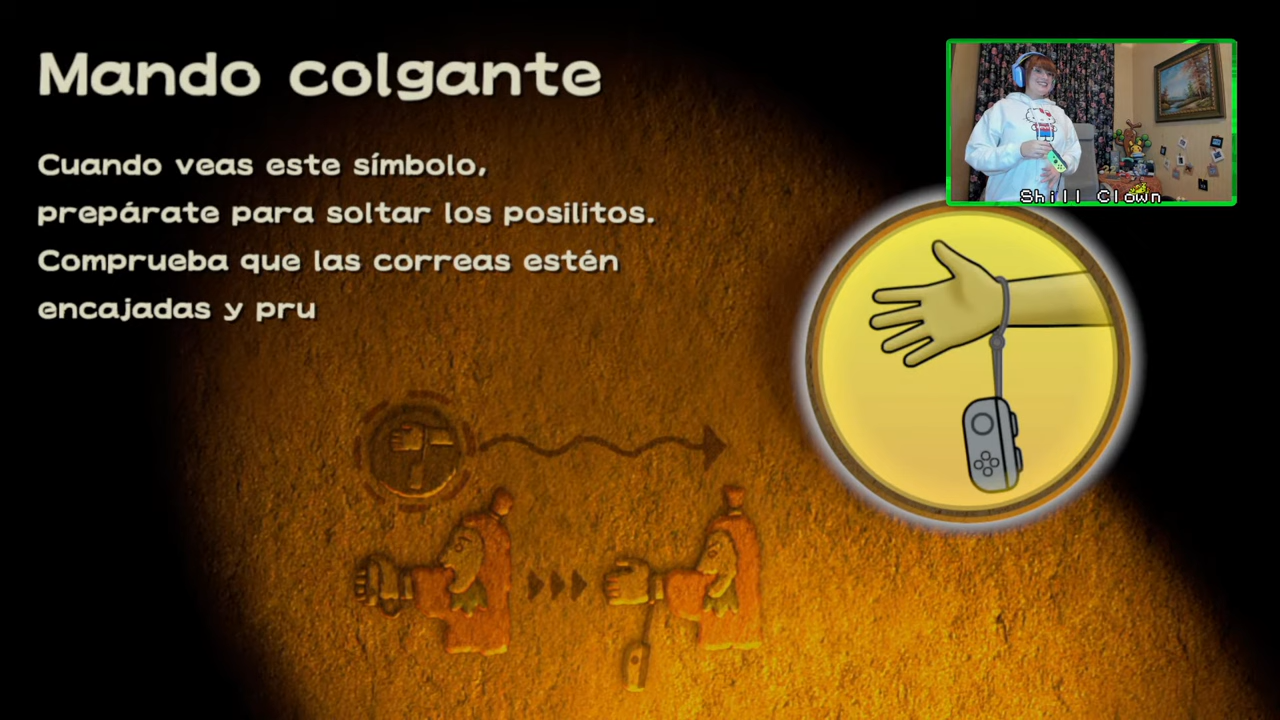 Mando colgante
Cuando veas este símbolo,
prepárate para soltar los posilitos.
Comprueba que las correas estén
encajadas y pru
Shill Clown